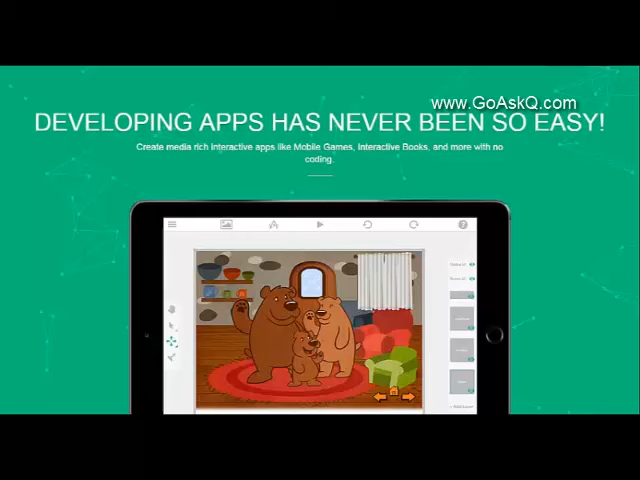 www.GoAskQ.com
DEVELOPING APPS HAS NEVER BEEN SO EASY!
Create media rich interactive apps like Mobile Games, Interactive Books, and more with no
coding.